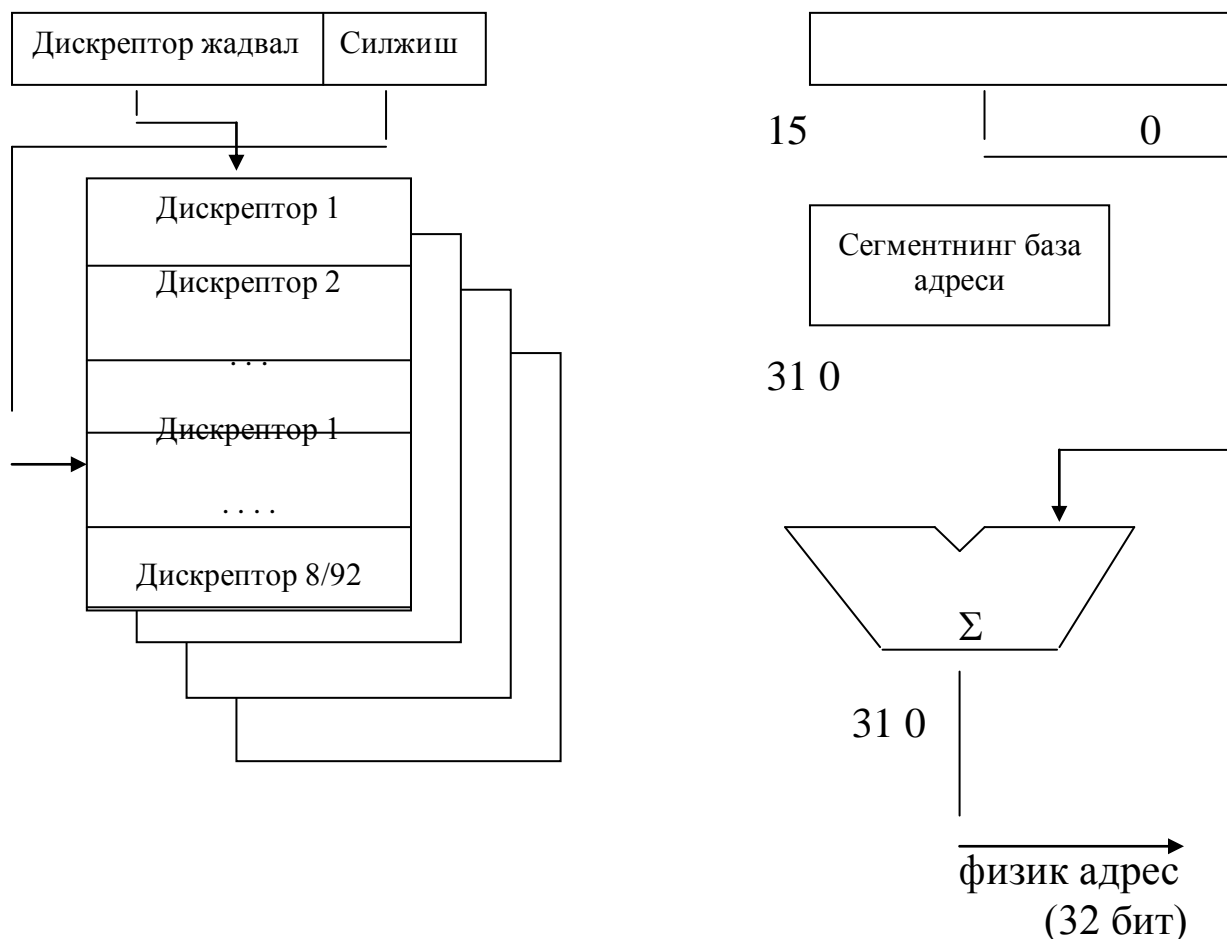 Дискрептор жадвал
Силжиш
15
0
Дискрептор 1
Дискрептор 2
. . .
Дискрептор 1
. . . .
Дискрептор 8/92
Сегментнинг база
адреси
31 0
Σ
31 0
физик адрес
(32 бит)